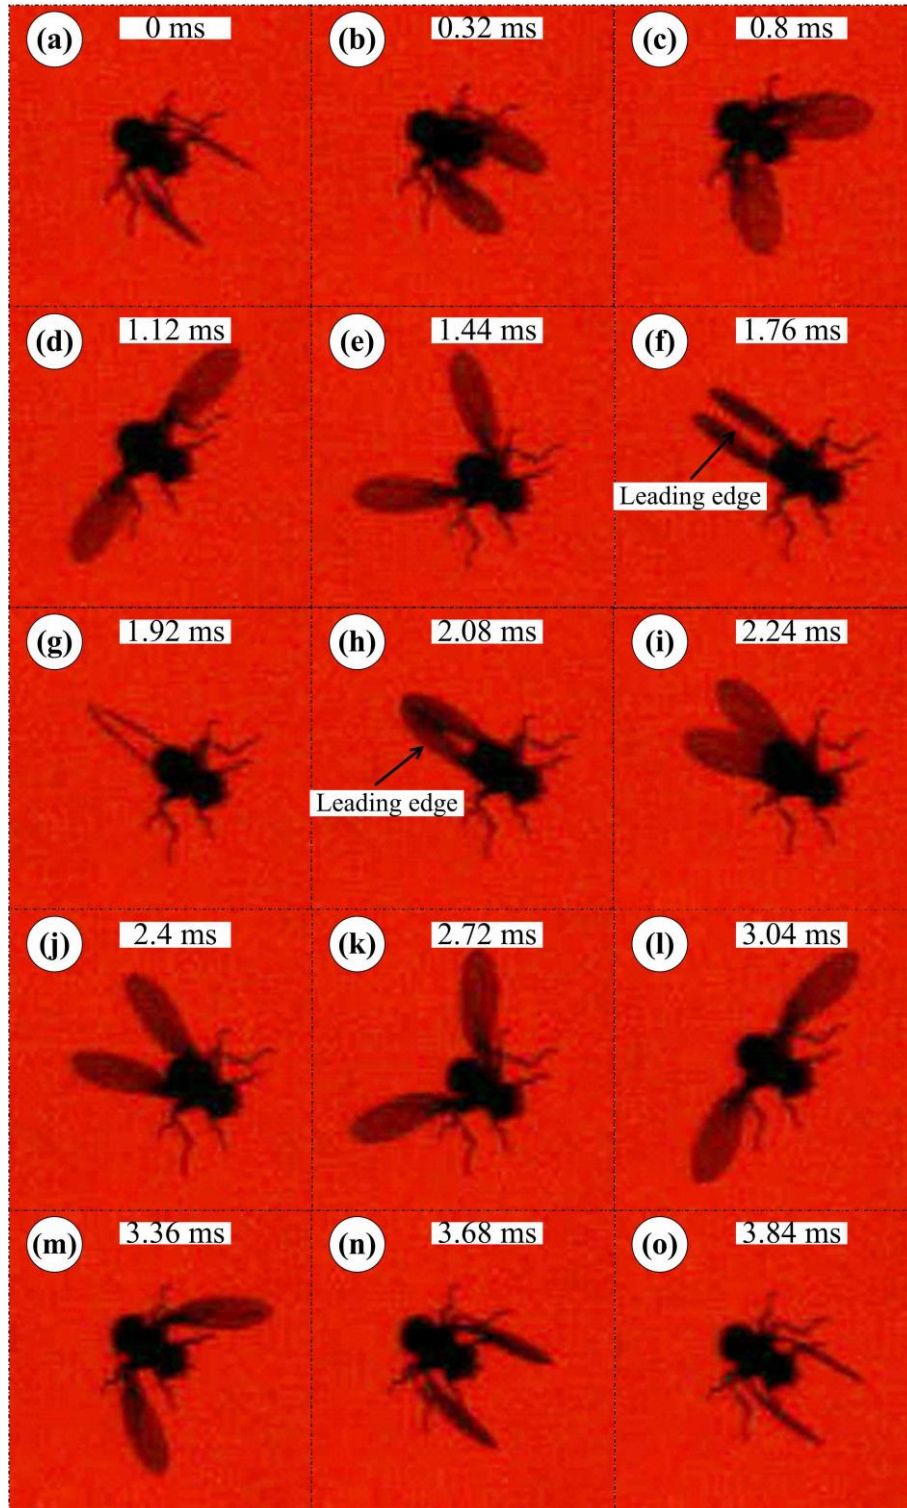 (a) 0 ms
(b) 0.32 ms
(c) 0.8 ms
(d) 1.12 ms
(e) 1.44 ms
(f) 1.76 ms
Leading edge
(g) 1.92 ms
(h) 2.08 ms
Leading edge
(i) 2.24 ms
(j) 2.4 ms
(k) 2.72 ms
(l) 3.04 ms
(m) 3.36 ms
(n) 3.68 ms
(o) 3.84 ms